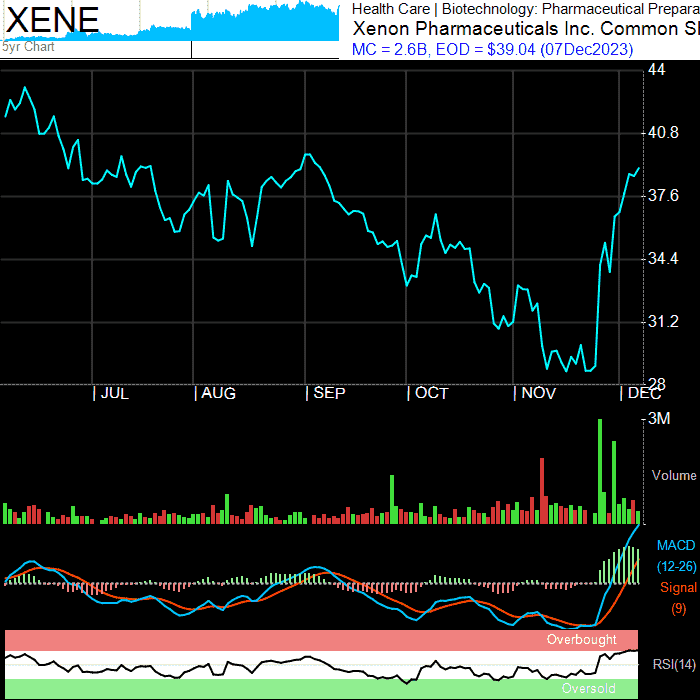 XENE
5yr Chart
Health Care | Biotechnology: Pharmaceutical Prepara
Xenon Pharmaceuticals Inc. Common Sh
MC = 2.6B, EOD = $39.04 (07Dec2023)
44
40.8
37.6
34.4
31.2
28
| JUL
| AUG
| SEP
| OCT
| NOV
| DEC
3M
Volume
MACD
(12-26)
Signal
(9)
Overbought
RSI(14)
Oversold